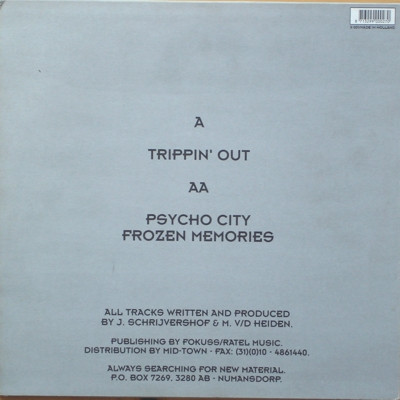 A
TRIPPIN' OUT
AA
PSYCHO CITY
FROZEN MEMORIES
ALL TRACKS WRITTEN AND PRODUCED
BY J. SCHRIJVERSHOF & M. V/D HEIDEN.
PUBLISHING BY FOKUSS/RATEL MUSIC.
DISTRIBUTION BY MID-TOWN - FAX: (31)(0)10 - 4861440.
ALWAYS SEARCHING FOR NEW MATERIAL.
P.O. BOX 7269, 3280 AB - NUMANSDORP.